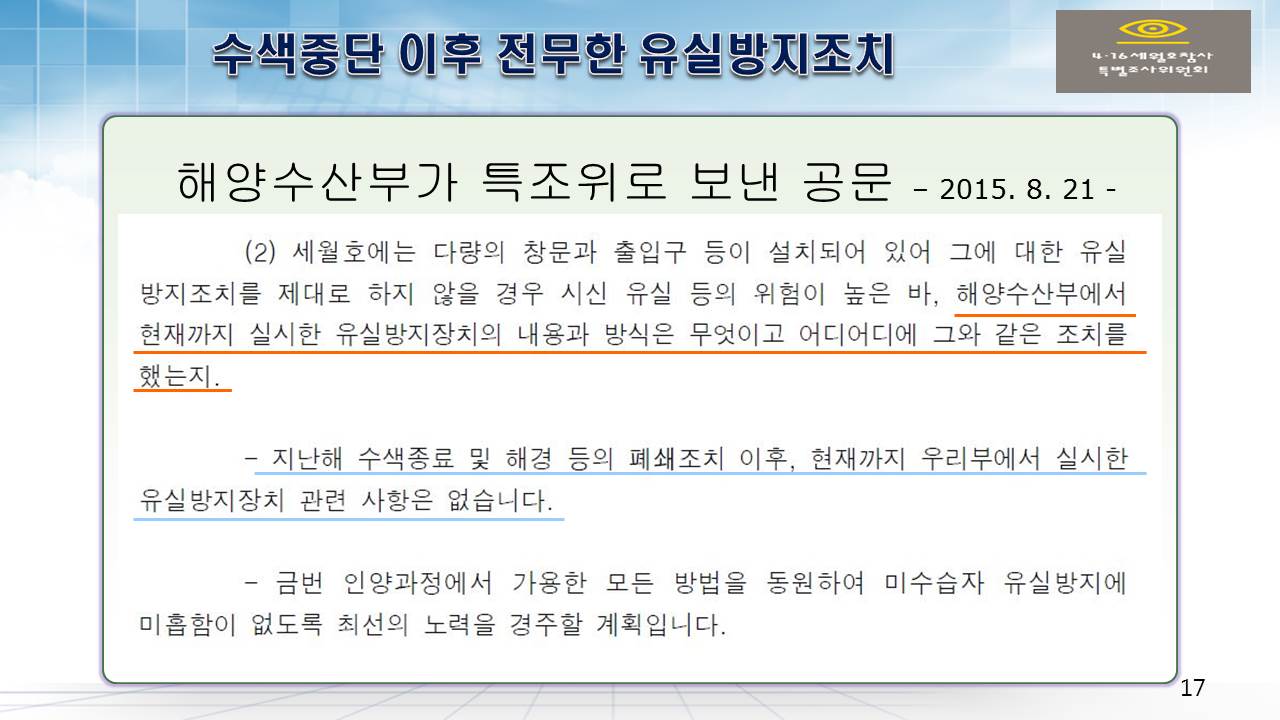 수색중단 이후 전무한 유실방지조치
4·16세월호참사
특별조사위원회
해양수산부가 특조위로 보낸 공문 – 2015. 8. 21 -
(2) 세월호에는 다량의 창문과 출입구 등이 설치되어 있어 그에 대한 유실
방지조치를 제대로 하지 않을 경우 시신 유실 등의 위험이 높은 바, 해양수산부에서
현재까지 실시한 유실방지장치의 내용과 방식은 무엇이고 어디어디에 그와 같은 조치를
했는지.
– 지난해 수색종료 및 해경 등의 폐쇄조치 이후, 현재까지 우리부에서 실시한
유실방지장치 관련 사항은 없습니다.
– 금번 인양과정에서 가용한 모든 방법을 동원하여 미수습자 유실방지에
미흡함이 없도록 최선의 노력을 경주할 계획입니다.
17